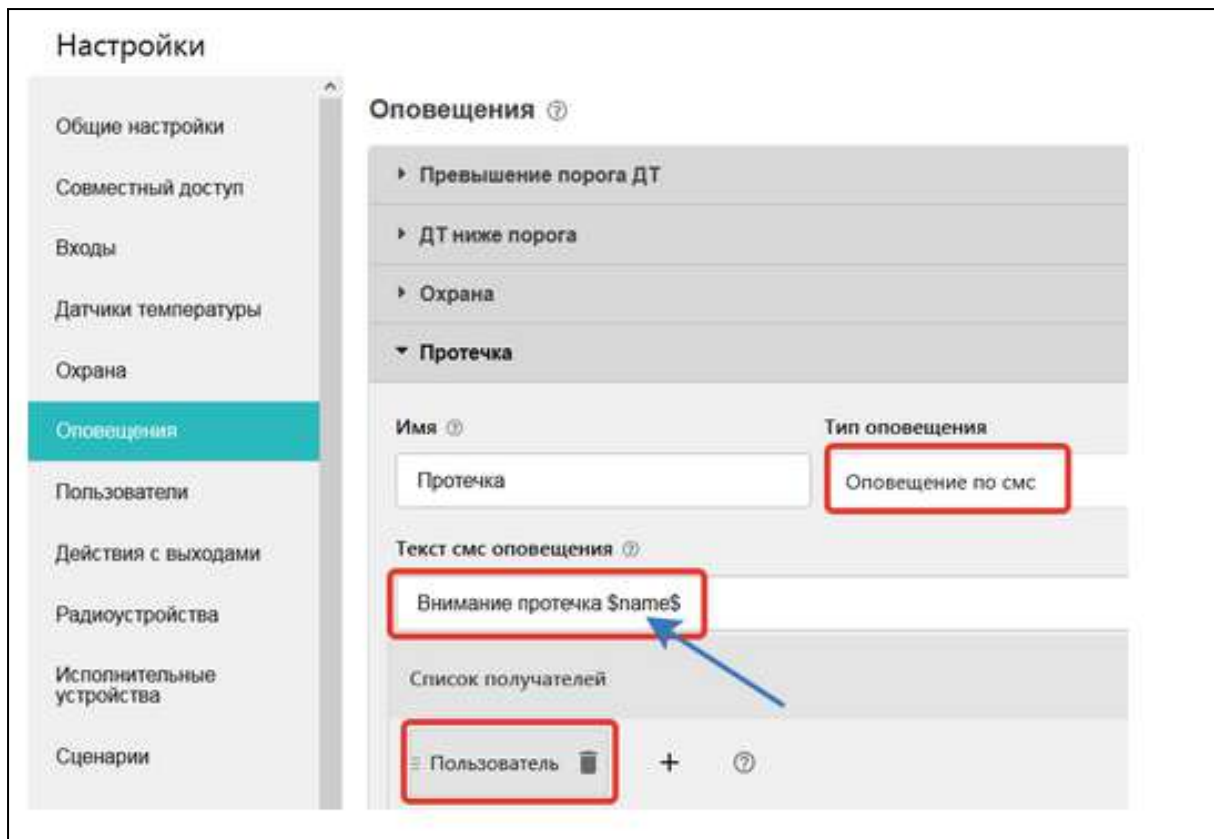 Настройки
Общие настройки
Совместный доступ
Входы
Датчики температуры
Охрана
Оповещения
Пользователи
Действия с выходами
Радиоустройства
Исполнительные
устройства
Сценарии
Оповещения ?
Превышение порога ДТ
ДТ ниже порога
Охрана
Протечка
Имя ?
Тип оповещения
Протечка
Оповещение по смс
Текст смс оповещения ?
Внимание протечка $name$
Список получателей
Пользователь + ?